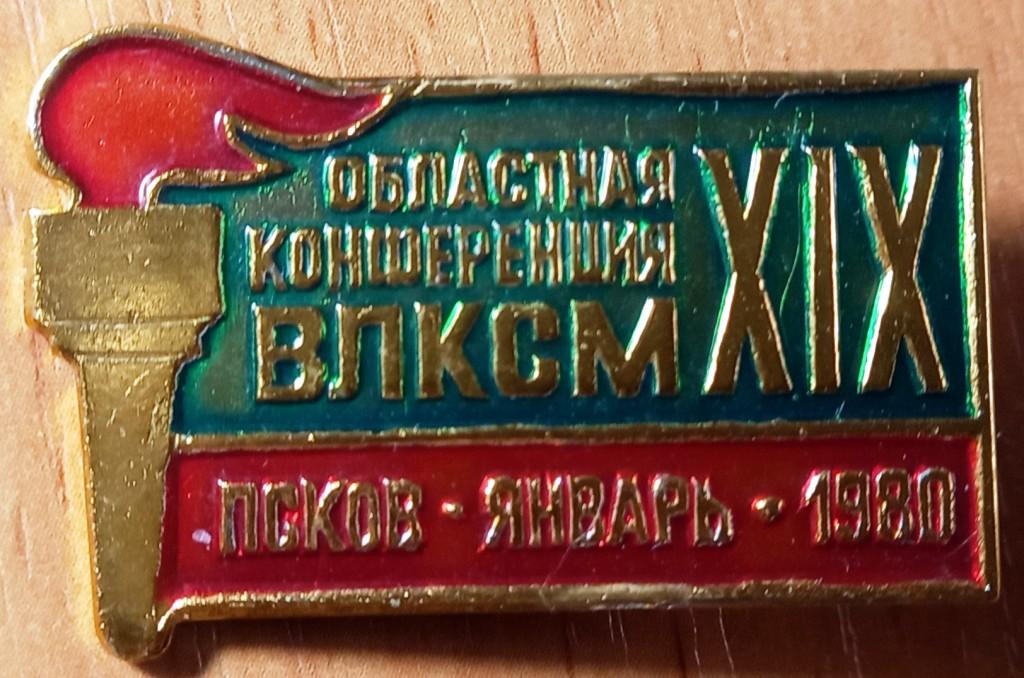 ОБЛАСТНАЯ
КОНФЕРЕНЦИЯ
ВЛКСМ XIX
ПСКОВ · ЯНВАРЬ · 1980